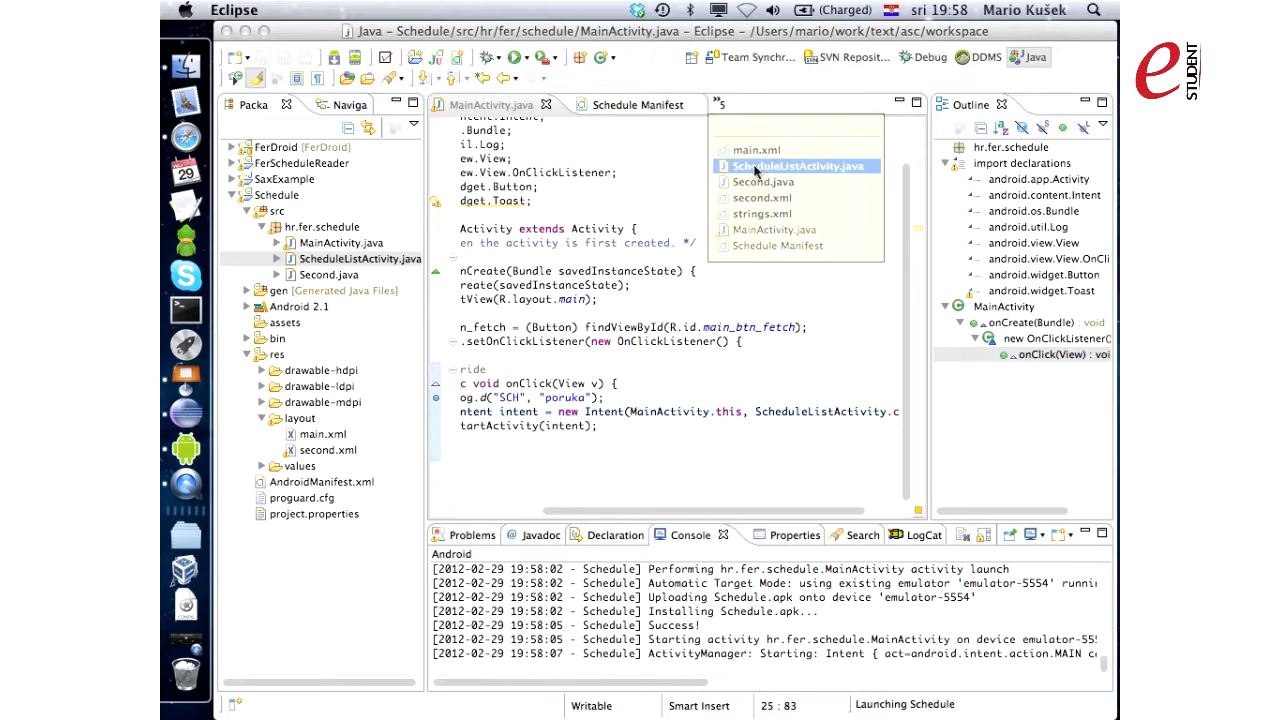 Eclipse
(Charged)
sri 19:58
Mario Kušek
Java – Schedule/src/hr/fer/schedule/MainActivity.java – Eclipse – /Users/mario/work/text/asc/workspace
Team Synchr...
SVN Reposit...
Debug
DDMS
Java
Packa
Naviga
FerDroid (FerDroid)
FerScheduleReader
SaxExample
Schedule
src
hr.fer.schedule
MainActivity.java
ScheduleListActivity.java
Second.java
gen [Generated Java Files]
Android 2.1
assets
bin
res
drawable-hdpi
drawable-ldpi
drawable-mdpi
layout
main.xml
second.xml
values
AndroidManifest.xml
proguard.cfg
project.properties
MainActivity.java
Schedule Manifest
»5
ntent.Intent;
.Bundle;
il.Log;
ew.View;
ew.View.OnClickListener;
dget.Button;
dget.Toast;
Activity extends Activity {
en the activity is first created. */
nCreate(Bundle savedInstanceState) {
reate(savedInstanceState);
tView(R.layout.main);
n_fetch = (Button) findViewById(R.id.main_btn_fetch);
.setOnClickListener(new OnClickListener() {
ride
c void onClick(View v) {
og.d("SCH", "poruka");
ntent intent = new Intent(MainActivity.this, ScheduleListActivity.c
tartActivity(intent);
main.xml
ScheduleListActivity.java
Second.java
second.xml
strings.xml
MainActivity.java
Schedule Manifest
Outline
hr.fer.schedule
import declarations
android.app.Activity
android.content.Intent
android.os.Bundle
android.util.Log
android.view.View
android.view.View.OnCli
android.widget.Button
android.widget.Toast
MainActivity
onCreate(Bundle) : void
new OnClickListener()
onClick(View) : voi
Problems
@ Javadoc
Declaration
Console
Properties
Search
LogCat
Android
[2012-02-29 19:58:02 - Schedule] Performing hr.fer.schedule.MainActivity activity launch
[2012-02-29 19:58:02 - Schedule] Automatic Target Mode: using existing emulator 'emulator-5554' runnin
[2012-02-29 19:58:02 - Schedule] Uploading Schedule.apk onto device 'emulator-5554'
[2012-02-29 19:58:02 - Schedule] Installing Schedule.apk...
[2012-02-29 19:58:05 - Schedule] Success!
[2012-02-29 19:58:05 - Schedule] Starting activity hr.fer.schedule.MainActivity on device emulator-555
[2012-02-29 19:58:07 - Schedule] ActivityManager: Starting: Intent { act=android.intent.action.MAIN c
Writable
Smart Insert
25 : 83
Launching Schedule
FEB
29
e STUDENT